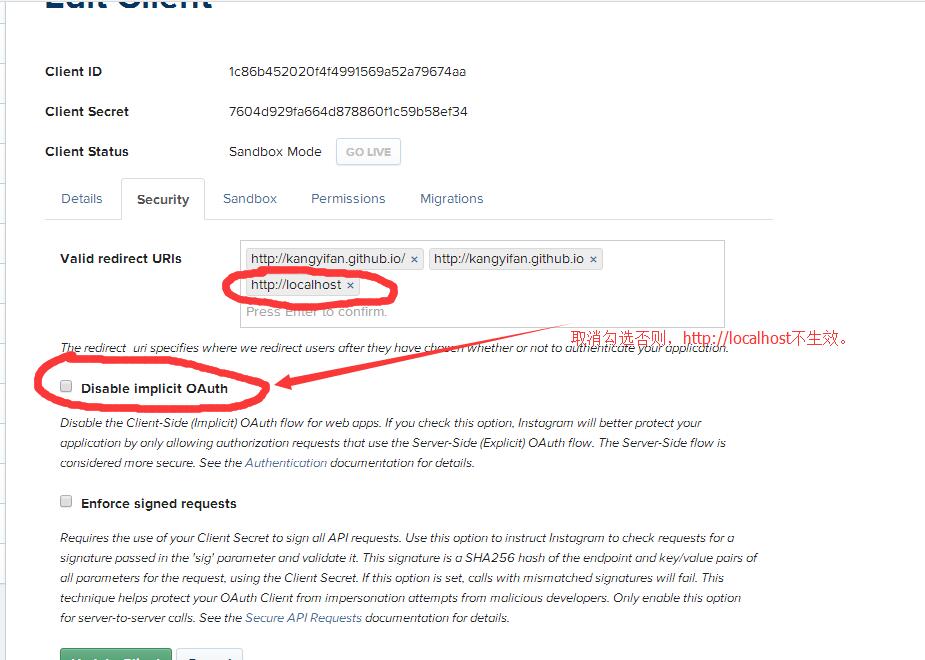 Edit Client
Client ID 1c86b452020f4f4991569a52a79674aa
Client Secret 7604d929fa664d878860f1c59b58ef34
Client Status Sandbox Mode GO LIVE
Details Security Sandbox Permissions Migrations
Valid redirect URIs http://kangyifan.github.io/ × http://kangyifan.github.io ×
http://localhost ×
Press Enter to confirm.
取消勾选否则，http://localhost不生效。
The redirect_uri specifies where we redirect users after they have chosen whether or not to authenticate your application.
Disable implicit OAuth
Disable the Client-Side (Implicit) OAuth flow for web apps. If you check this option, Instagram will better protect your
application by only allowing authorization requests that use the Server-Side (Explicit) OAuth flow. The Server-Side flow is
considered more secure. See the Authentication documentation for details.
Enforce signed requests
Requires the use of your Client Secret to sign all API requests. Use this option to instruct Instagram to check requests for a
signature passed in the 'sig' parameter and validate it. This signature is a SHA256 hash of the endpoint and key/value pairs of
all parameters for the request, using the Client Secret. If this option is set, calls with mismatched signatures will fail. This
technique helps protect your OAuth Client from impersonation attempts from malicious developers. Only enable this option
for server-to-server calls. See the Secure API Requests documentation for details.